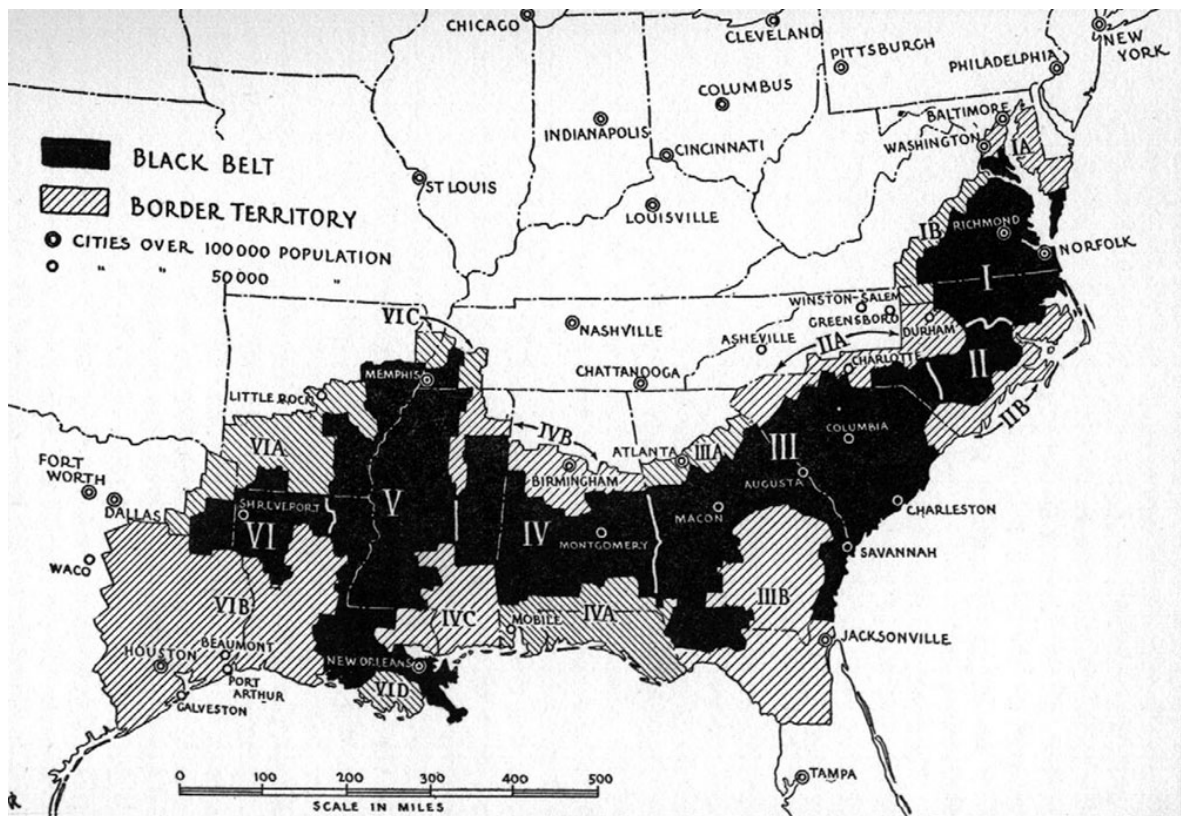 CHICAGO
CLEVELAND
NEW
YORK
PITTSBURGH
PHILADELPHIA
COLUMBUS
INDIANAPOLIS
BALTIMORE
WASHINGTON
IA
CINCINNATI
BLACK BELT
ST LOUIS
BORDER TERRITORY
LOUISVILLE
IB
RICHMOND
CITIES OVER 100000 POPULATION
NORFOLK
" " 50000 "
I
WINSTON-SALEM
GREENSBORO
VIC
NASHVILLE
DURHAM
ASHEVILLE
IIA
CHARLOTTE
II
MEMPHIS
CHATTANOOGA
LITTLE ROCK
IIB
IVB
COLUMBIA
VIA
ATLANTA
IIIA
III
FORT
WORTH
BIRMINGHAM
AUGUSTA
DALLAS
SHREVEPORT
V
MACON
CHARLESTON
VI
IV
MONTGOMERY
SAVANNAH
WACO
VIB
IVC
MOBILE
IVA
IIIB
JACKSONVILLE
BEAUMONT
HOUSTON
NEW ORLEANS
PORT
ARTHUR
VID
GALVESTON
TAMPA
0 100 200 300 400 500
SCALE IN MILES
R